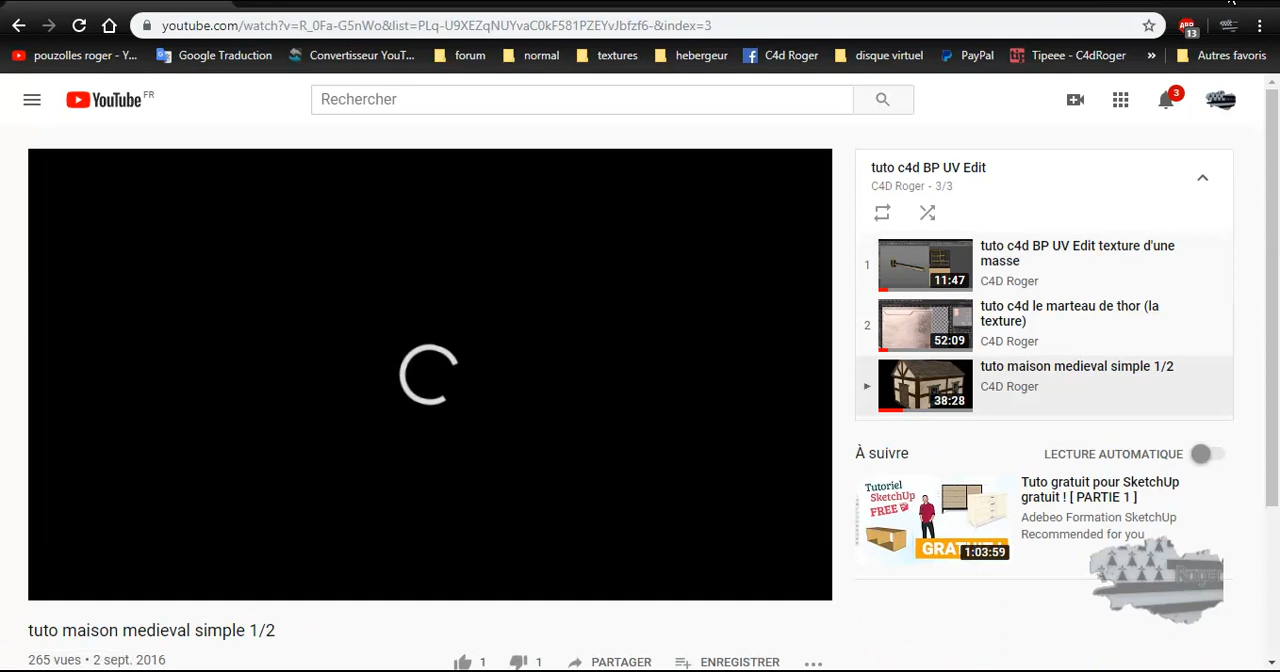 youtube.com/watch?v=R_0Fa-G5nWo&list=PLq-U9XEZqNUYvaC0kF581PZEYvJbfzf6-&index=3
13
pouzolles roger - Y... Google Traduction Convertisseur YouT... forum normal textures hebergeur C4d Roger disque virtuel PayPal Tipeee - C4dRoger » Autres favoris
YouTube FR
Rechercher
3
tuto c4d BP UV Edit
C4D Roger - 3/3
1
tuto c4d BP UV Edit texture d'une
masse
C4D Roger
11:47
2
tuto c4d le marteau de thor (la
texture)
C4D Roger
52:09
tuto maison medieval simple 1/2
C4D Roger
38:28
À suivre
LECTURE AUTOMATIQUE
Tutoriel
SketchUp
FREE
GRATUIT
1:03:59
Tuto gratuit pour SketchUp
gratuit ! [ PARTIE 1 ]
Adebeo Formation SketchUp
Recommended for you
Roger
tuto maison medieval simple 1/2
265 vues • 2 sept. 2016
1 1 PARTAGER ENREGISTRER